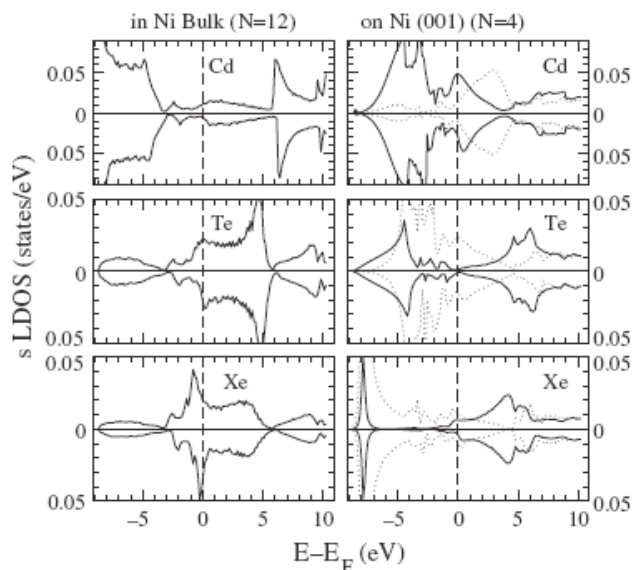 in Ni Bulk (N=12) on Ni (001) (N=4)
0.05 Cd Cd 0.05
0 0
0.05 0.05
0.05 Te Te 0.05
0 0
0.05 0.05
0.05 Xe Xe 0.05
0 0
0.05 0.05
−5 0 5 10 −5 0 5 10
E−E_F (eV)
s LDOS (states/eV)